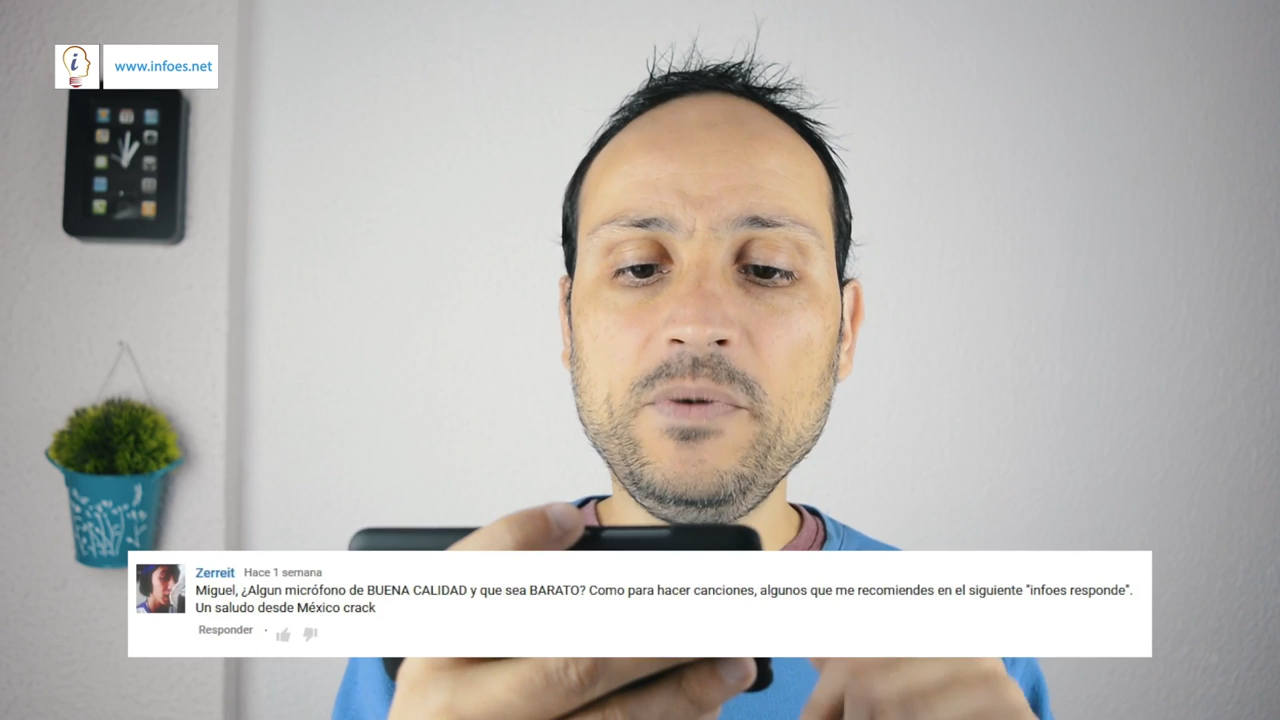 i
www.infoes.net
Zerreit Hace 1 semana
Miguel, ¿Algun micrófono de BUENA CALIDAD y que sea BARATO? Como para hacer canciones, algunos que me recomiendes en el siguiente "infoes responde".
Un saludo desde México crack
Responder ·